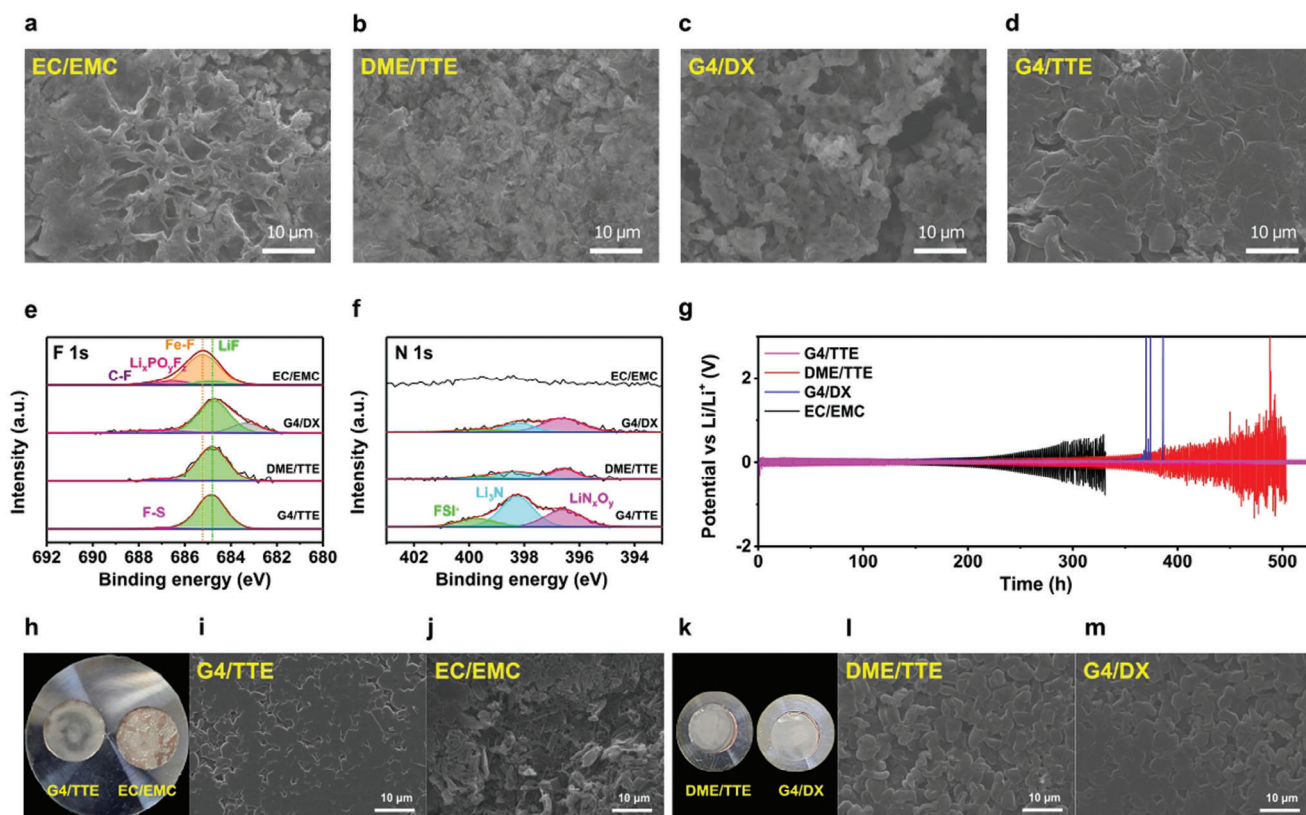 a
b
c
d
EC/EMC
DME/TTE
G4/DX
G4/TTE
10 μm
10 μm
10 μm
10 μm
e
f
g
F 1s
Fe-F
LiF
LiₓPOᵧF_z
C-F
EC/EMC
G4/DX
DME/TTE
F-S
G4/TTE
Intensity (a.u.)
692 690 688 686 684 682 680
Binding energy (eV)
N 1s
EC/EMC
G4/DX
DME/TTE
FSI⁻
Li₃N
LiNₓOᵧ
G4/TTE
Intensity (a.u.)
400 398 396 394
Binding energy (eV)
G4/TTE
DME/TTE
G4/DX
EC/EMC
Potential vs Li/Li⁺ (V)
2
0
-2
0 100 200 300 400 500
Time (h)
h
i
j
k
l
m
G4/TTE EC/EMC
G4/TTE
10 μm
EC/EMC
10 μm
DME/TTE G4/DX
DME/TTE
10 μm
G4/DX
10 μm